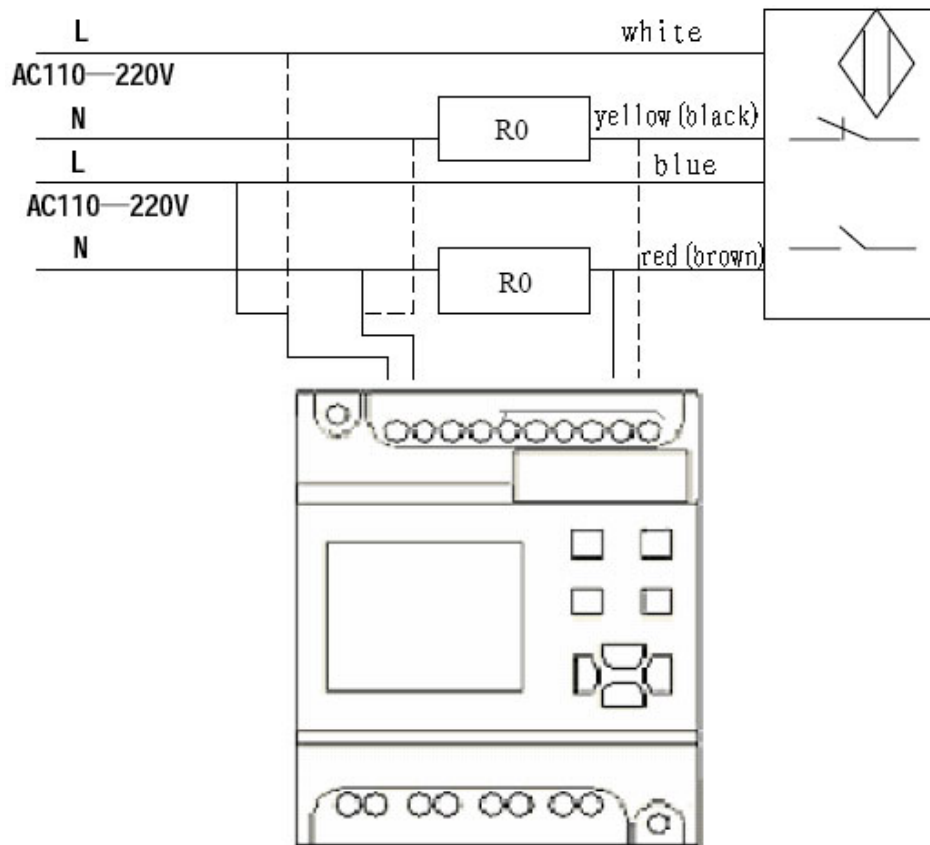 L
white
AC110—220V
N
R0
yellow(black)
L
blue
AC110—220V
N
R0
red(brown)